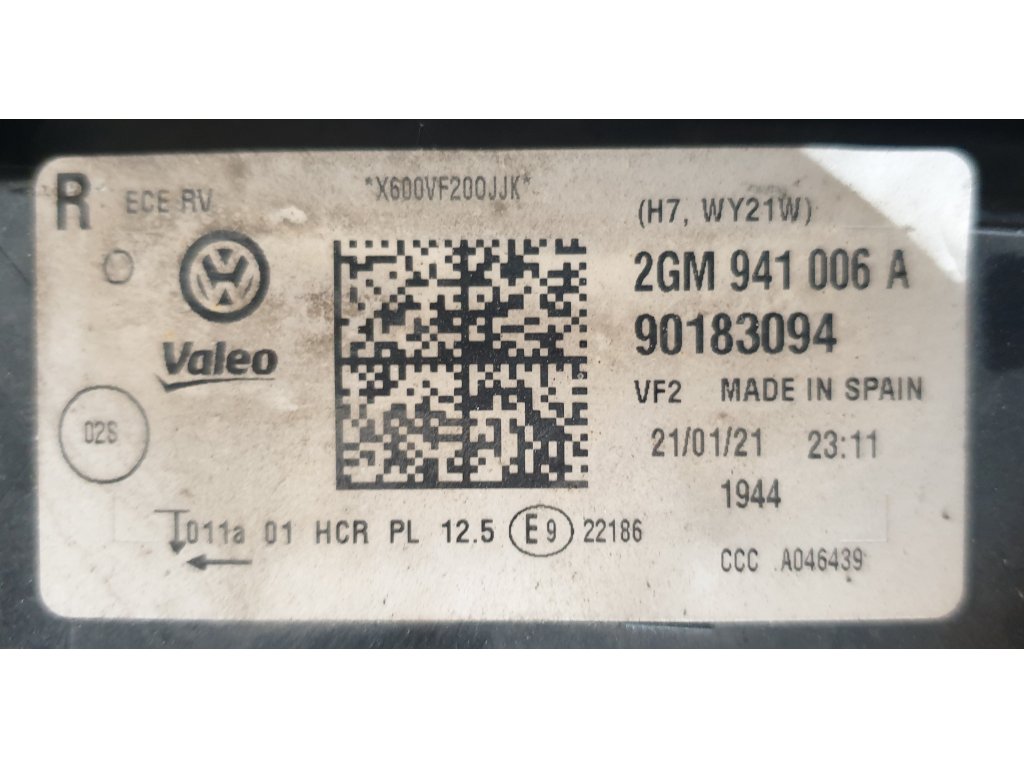 R ECE RV
*X600VF200JJK*
(H7, WY21W)
2GM 941 006 A
90183094
Valeo
VF2 MADE IN SPAIN
02S
21/01/21 23:11
1944
011a 01 HCR PL 12.5 E9 22186
CCC A046439